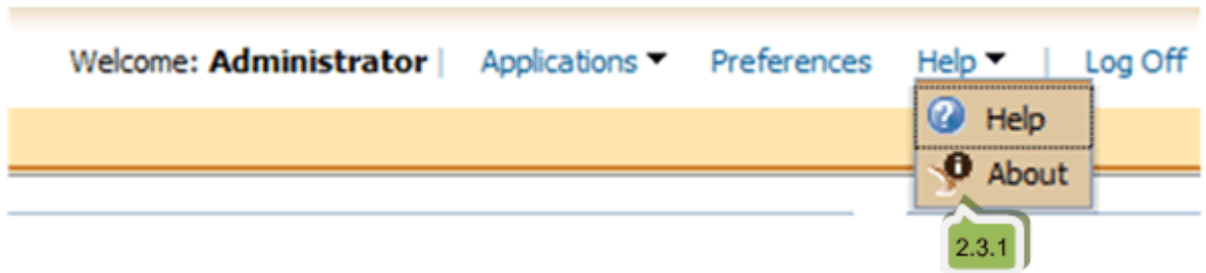 Welcome: Administrator | Applications ▼ Preferences Help ▼ | Log Off
Help
About
2.3.1